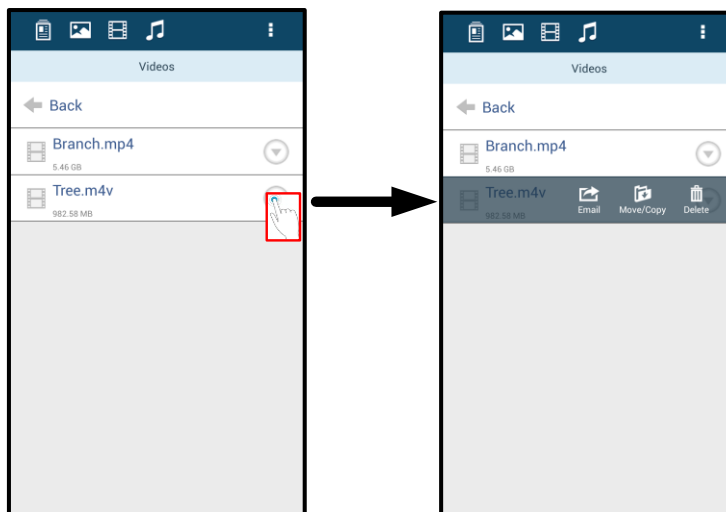 Videos
Back
Branch.mp4
5.46 GB
Tree.m4v
982.58 MB
Videos
Back
Branch.mp4
5.46 GB
Tree.m4v
982.58 MB
Email Move/Copy Delete